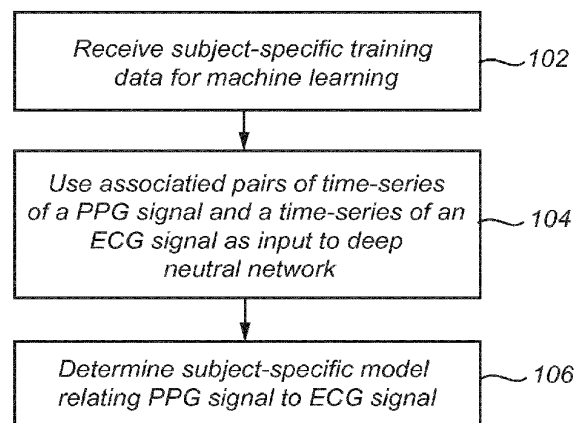 Receive subject-specific training
data for machine learning
102
Use associatied pairs of time-series
of a PPG signal and a time-series of an
ECG signal as input to deep
neutral network
104
Determine subject-specific model
relating PPG signal to ECG signal
106